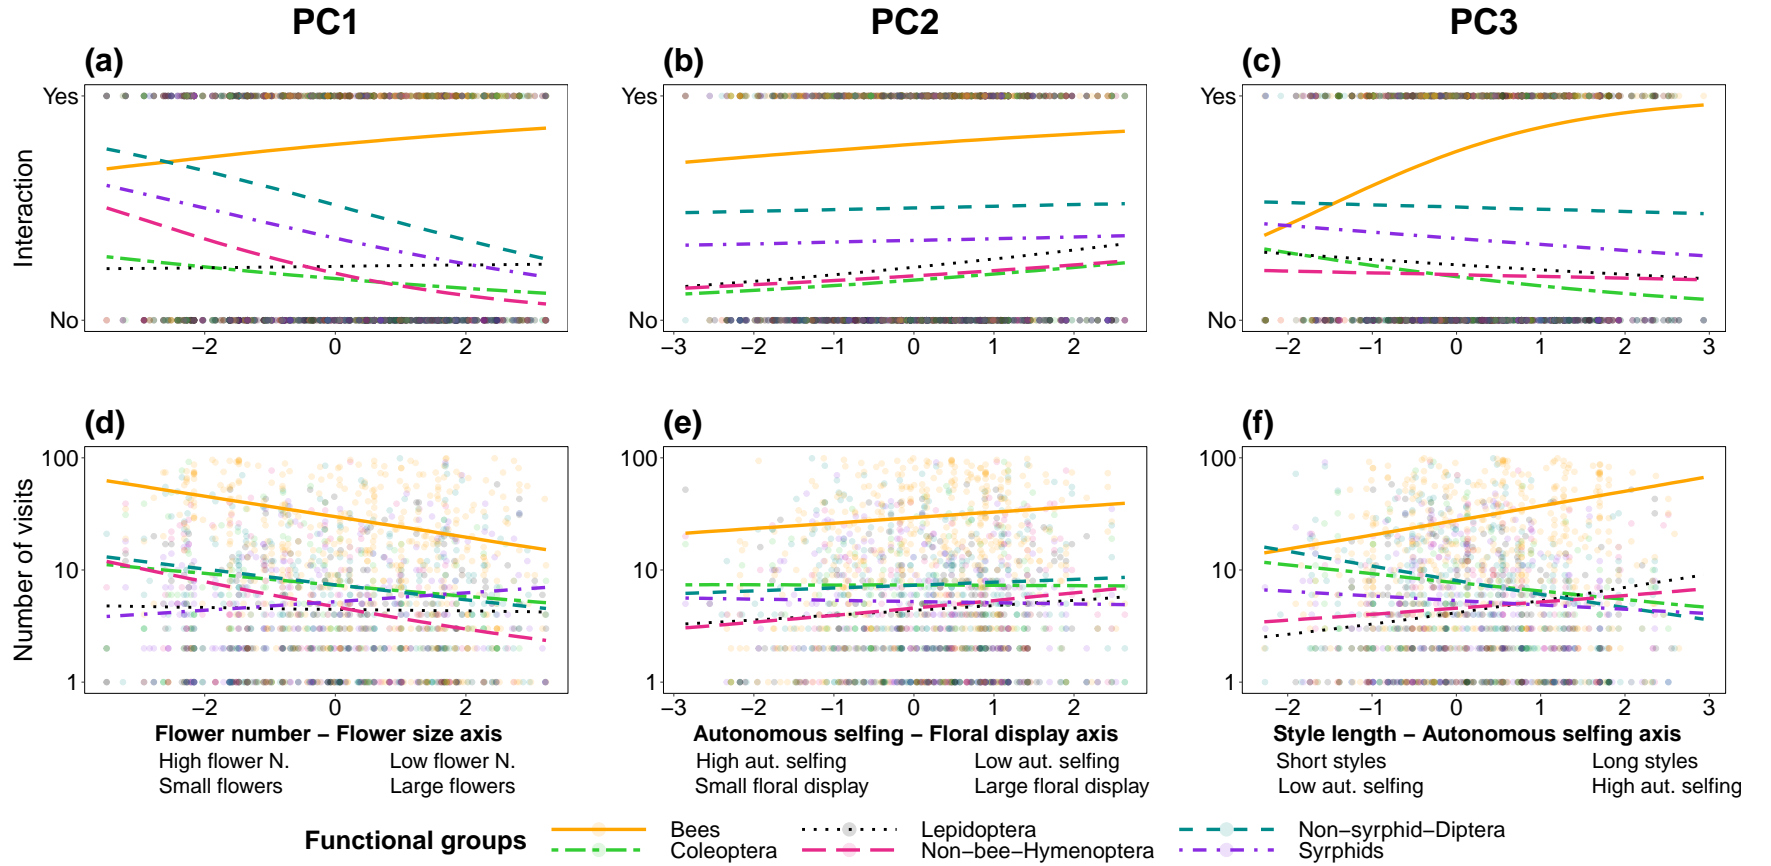 PC1 PC2 PC3
(a) (b) (c)
Interaction
Yes
No
−2 0 2
Yes
No
−3 −2 −1 0 1 2
Yes
No
−2 −1 0 1 2 3
(d) (e) (f)
Number of visits
100
10
1
−2 0 2
100
10
1
−3 −2 −1 0 1 2
100
10
1
−2 −1 0 1 2 3
Flower number − Flower size axis
High flower N. Low flower N.
Small flowers Large flowers
Autonomous selfing − Floral display axis
High aut. selfing Low aut. selfing
Small floral display Large floral display
Style length − Autonomous selfing axis
Short styles Long styles
Low aut. selfing High aut. selfing
Functional groups
Bees Lepidoptera Non−syrphid−Diptera
Coleoptera Non−bee−Hymenoptera Syrphids